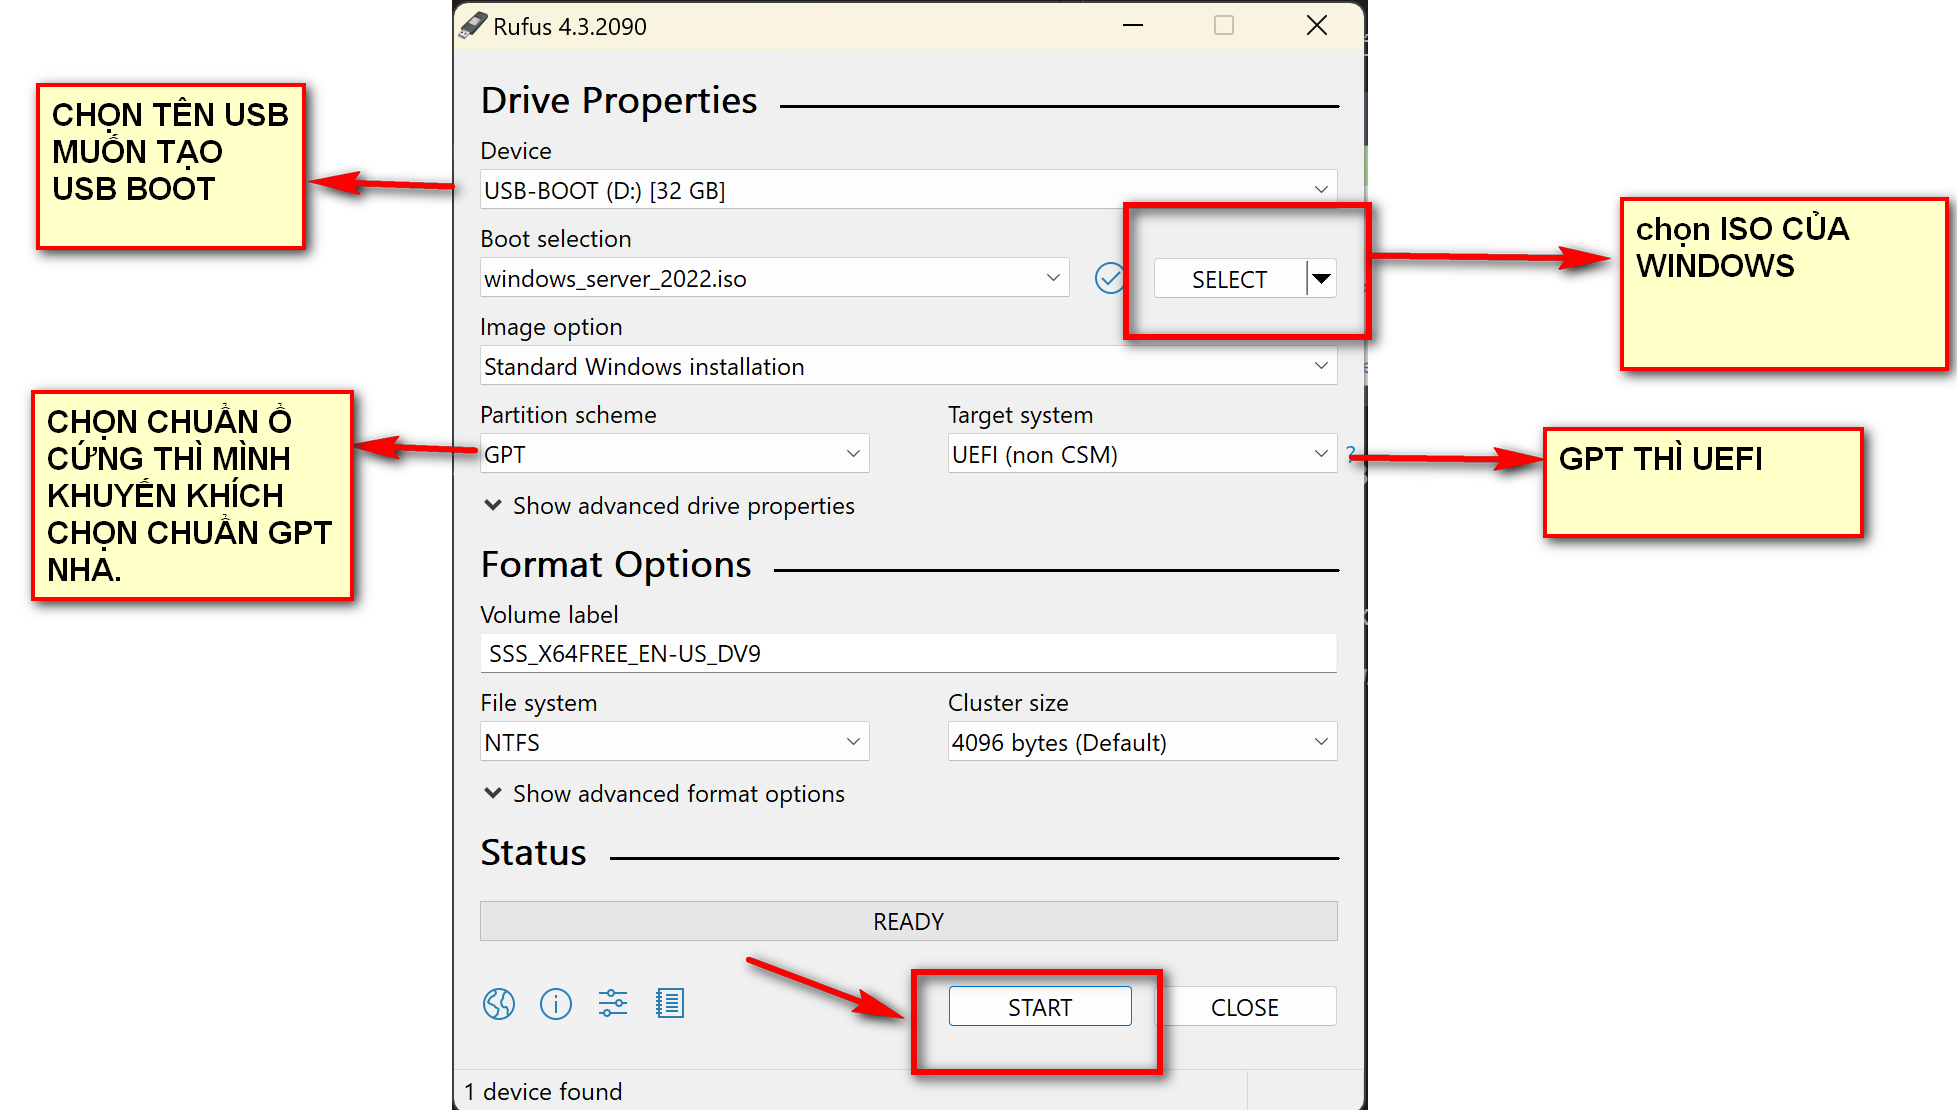 Rufus 4.3.2090
Drive Properties
CHỌN TÊN USB
MUỐN TẠO
USB BOOT
Device
USB-BOOT (D:) [32 GB]
Boot selection
windows_server_2022.iso
SELECT
chọn ISO CỦA
WINDOWS
Image option
Standard Windows installation
CHỌN CHUẨN Ổ
CỨNG THÌ MÌNH
KHUYẾN KHÍCH
CHỌN CHUẨN GPT
NHA.
Partition scheme
Target system
GPT
UEFI (non CSM)
?
GPT THÌ UEFI
Show advanced drive properties
Format Options
Volume label
SSS_X64FREE_EN-US_DV9
File system
Cluster size
NTFS
4096 bytes (Default)
Show advanced format options
Status
READY
START
CLOSE
1 device found